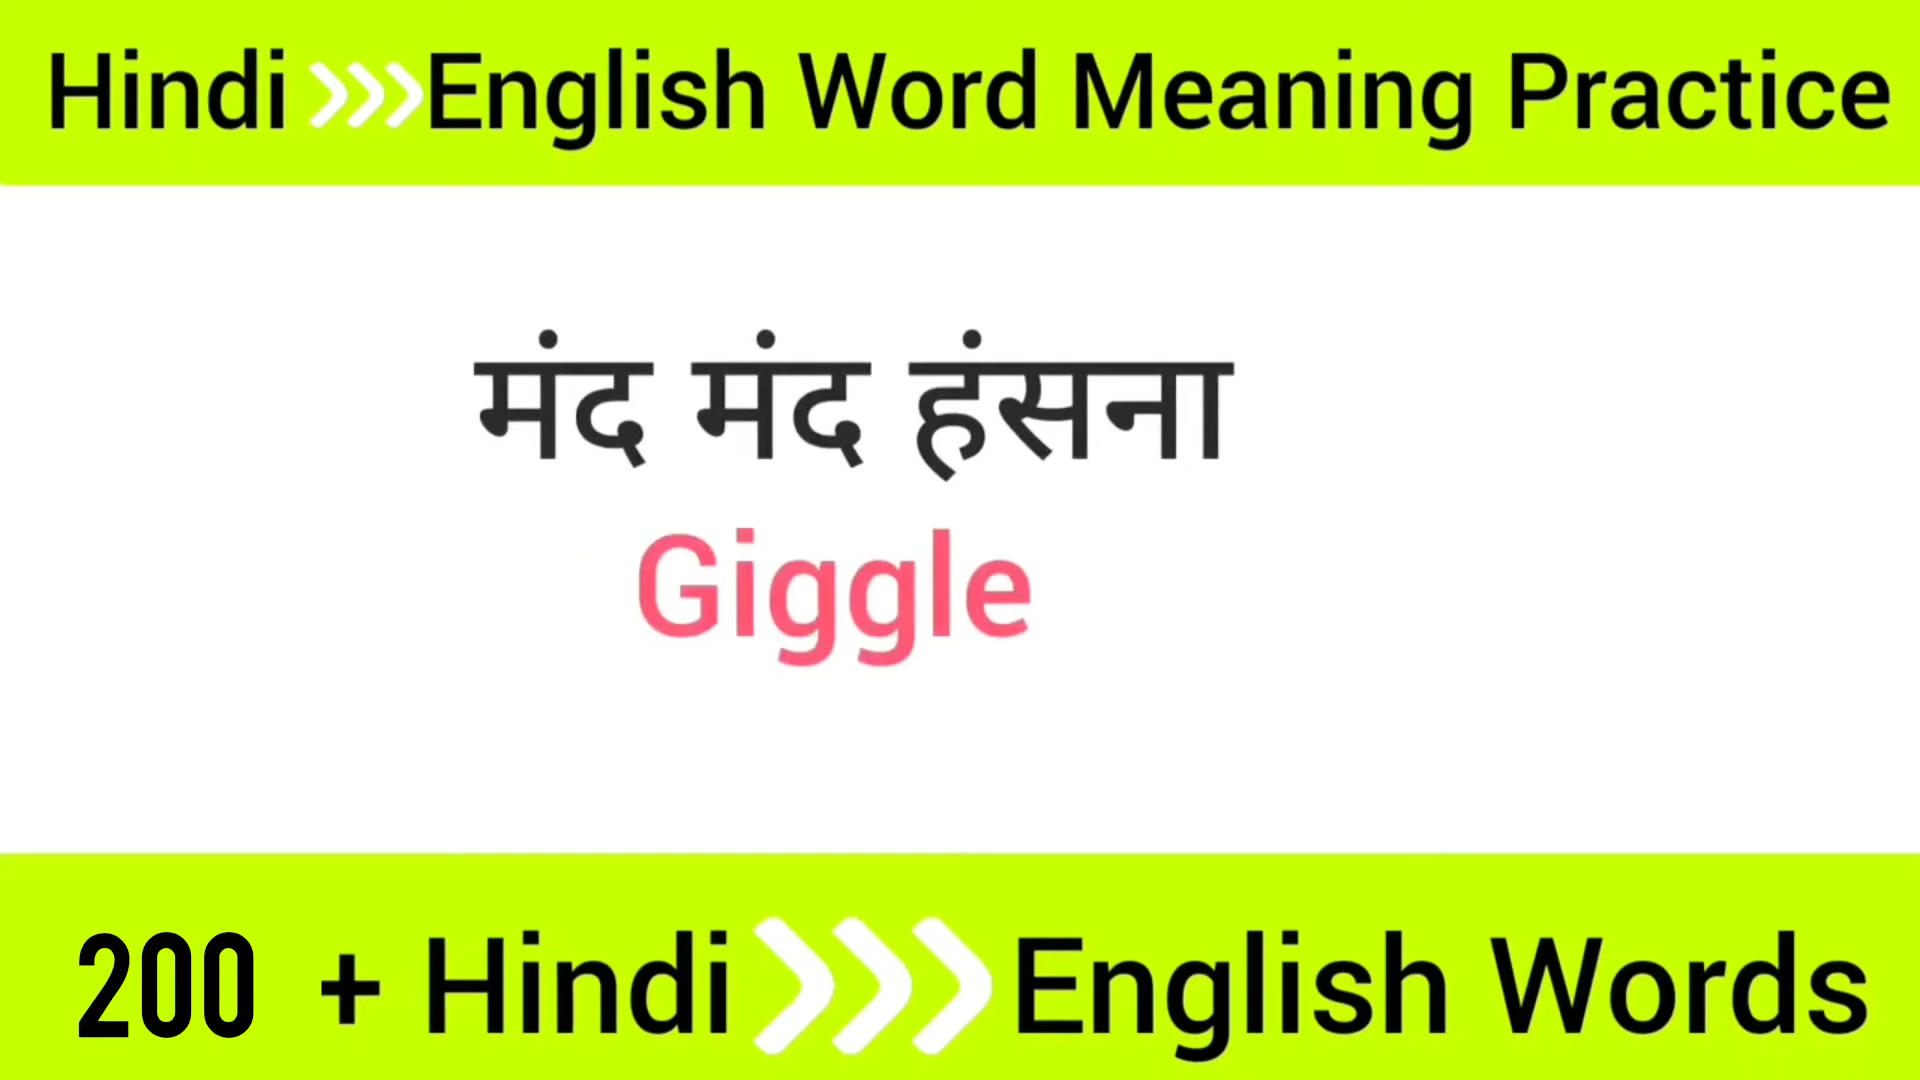 Hindi >>> English Word Meaning Practice
मंद मंद हंसना
Giggle
200 + Hindi >>> English Words